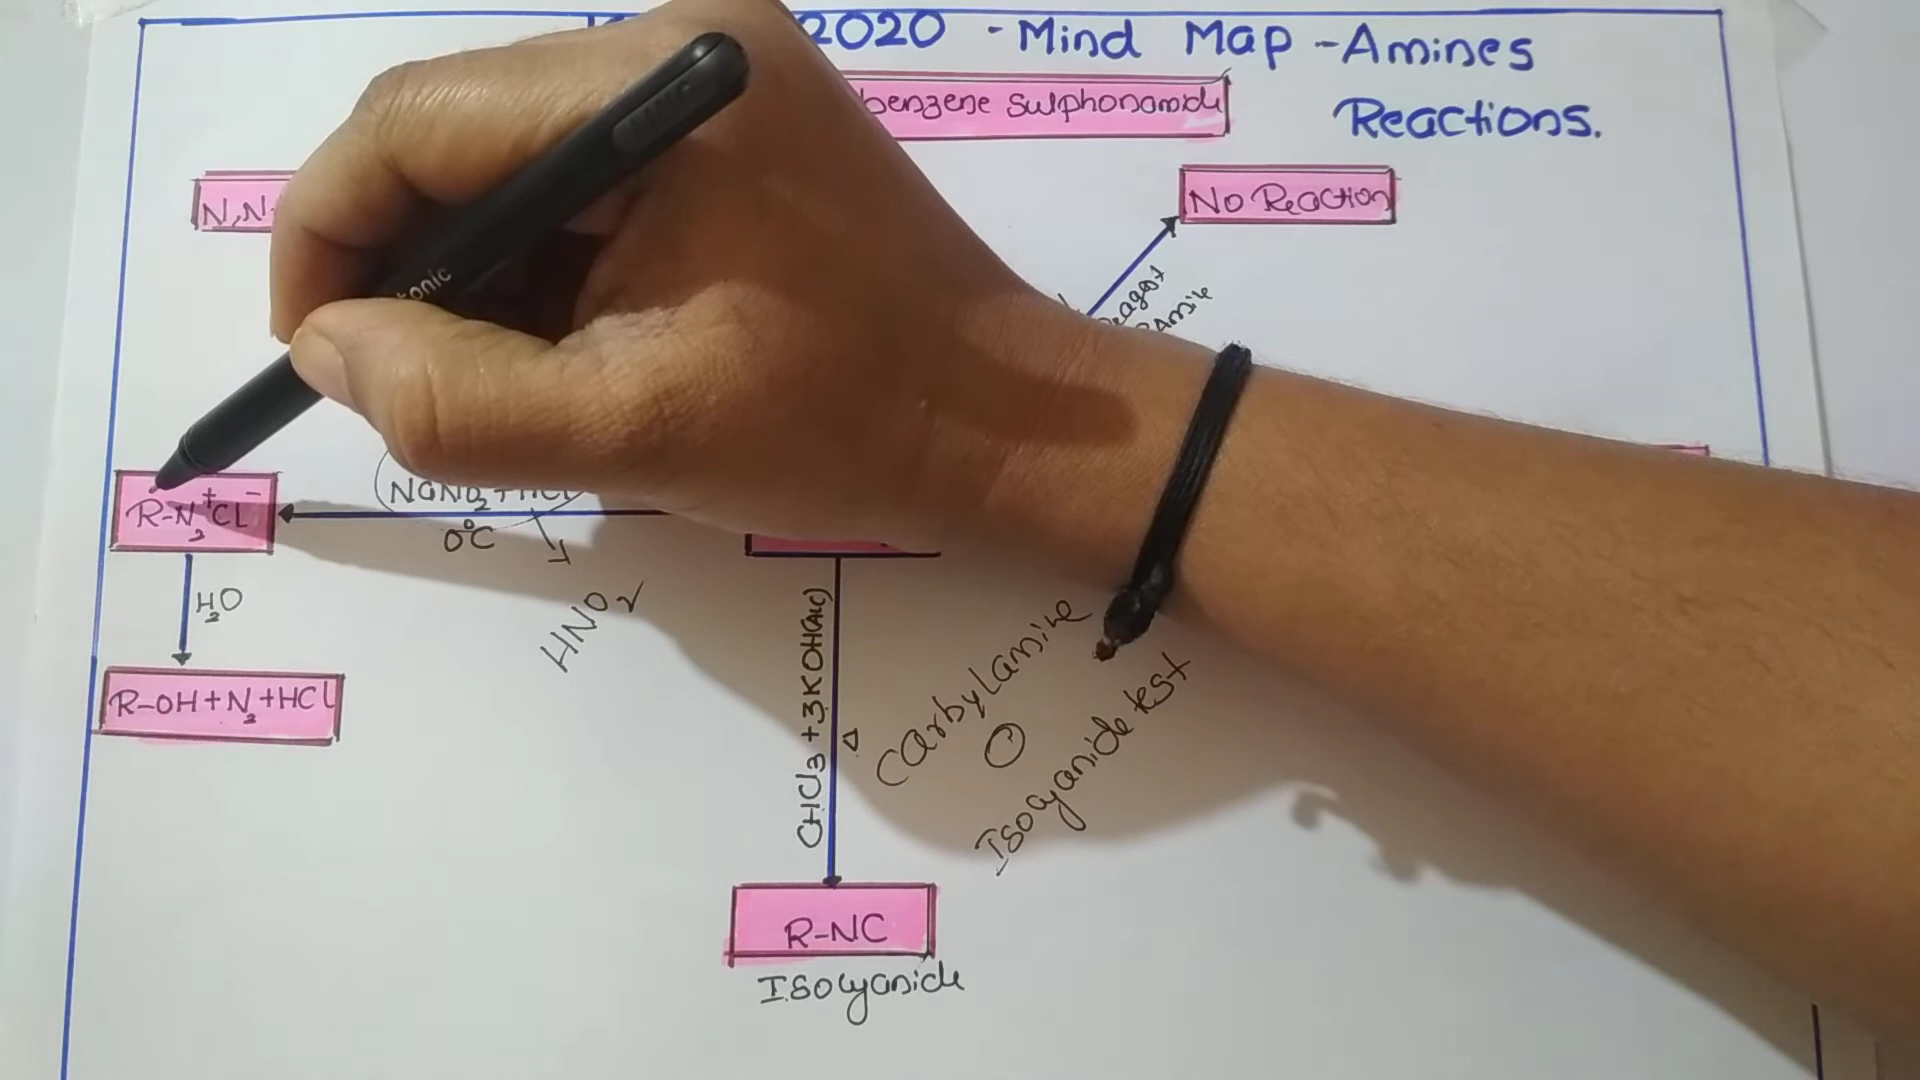 2020 - Mind Map - Amines
Reactions.
benzene sulphonamide
N,N-
No Reaction
Reagent
Amine
tonic
R-N₂⁺Cl⁻
NaNO₂ + HCl
0°C
HNO₂
H₂O
R-OH + N₂ + HCl
CHCl₃ + 3KOH(Alc)
Δ
Carbylamine
Isocyanide test
R-NC
Isocyanide